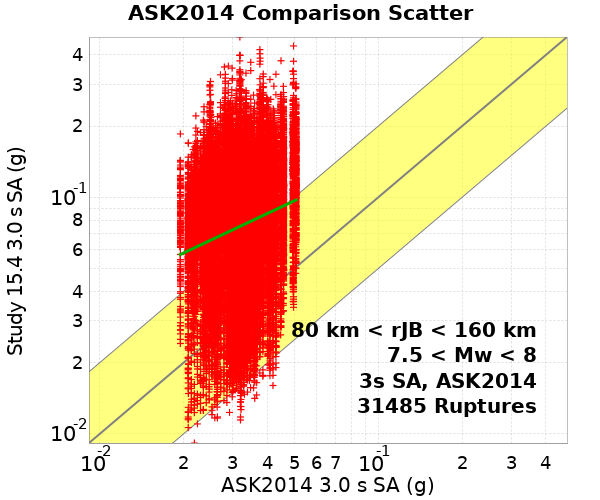 ASK2014 Comparison Scatter
Study 15.4 3.0 s SA (g)
4
3
2
10^-1
8
6
4
3
2
10^-2
80 km < rJB < 160 km
7.5 < Mw < 8
3s SA, ASK2014
31485 Ruptures
10^-2 2 3 4 5 6 7 10^-1 2 3 4
ASK2014 3.0 s SA (g)